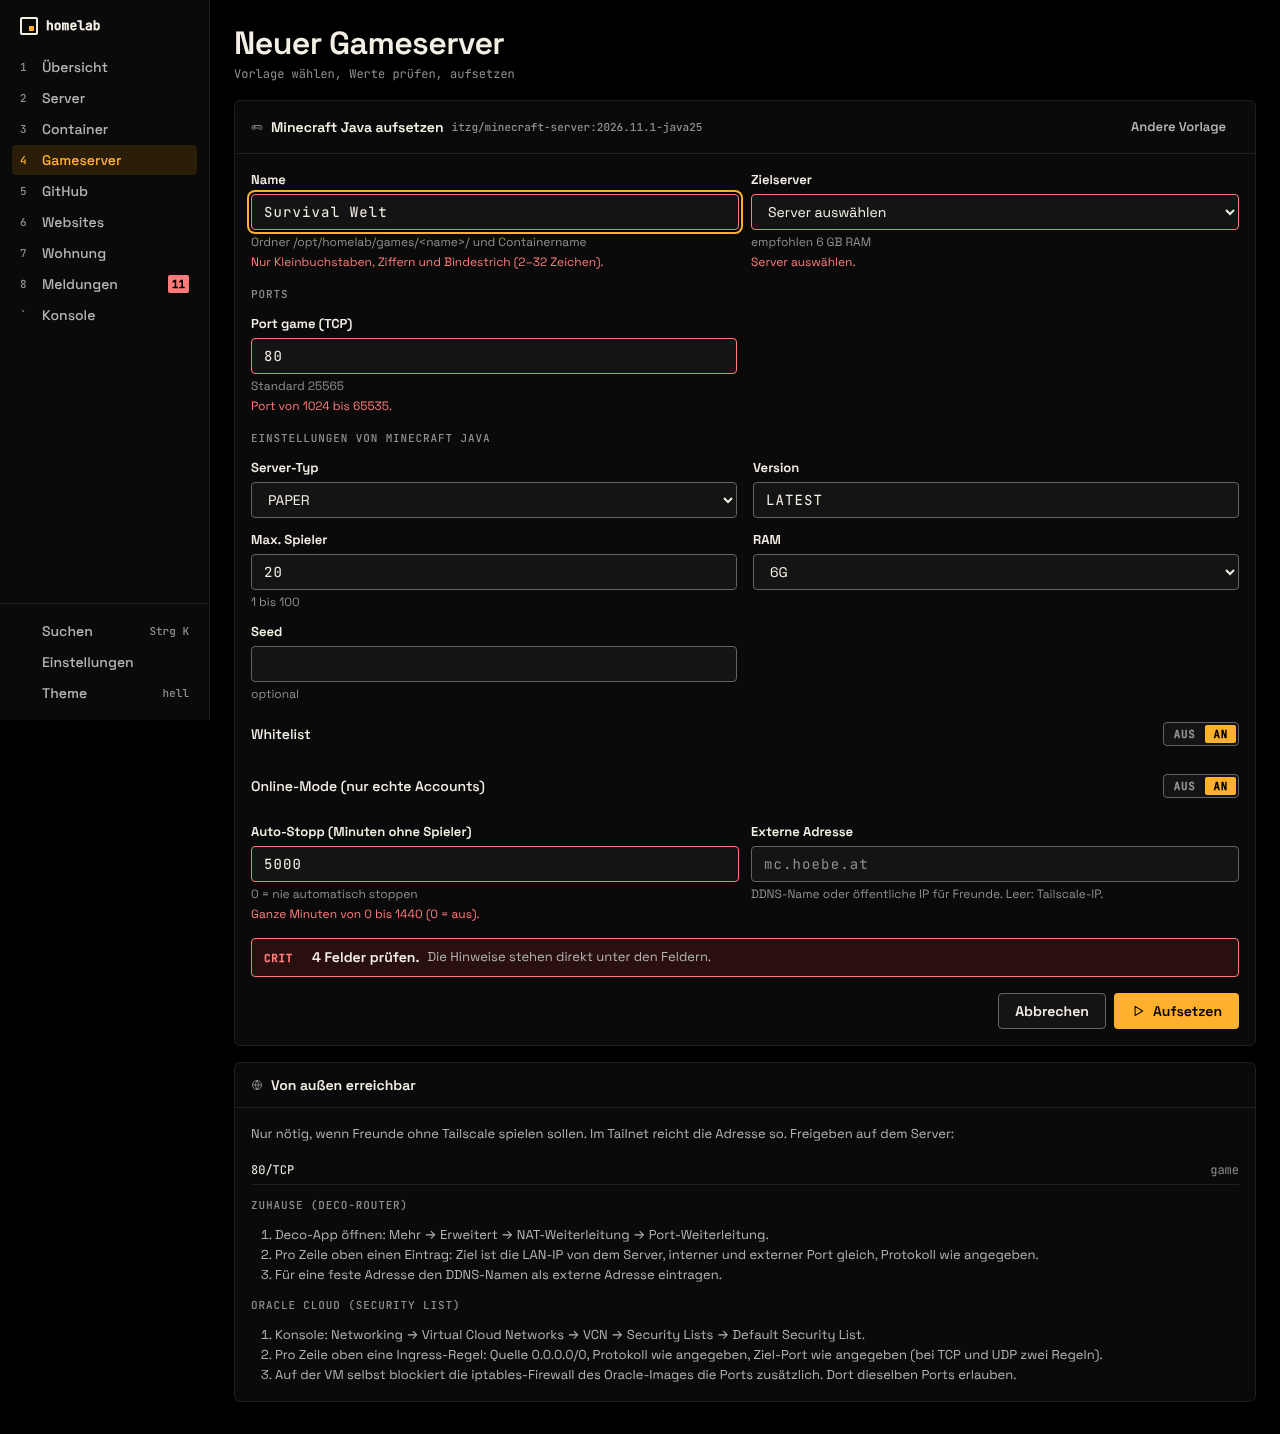 homelab
1 Übersicht
2 Server
3 Container
4 Gameserver
5 GitHub
6 Websites
7 Wohnung
8 Meldungen 11
` Konsole
Suchen Strg K
Einstellungen
Theme hell
Neuer Gameserver
Vorlage wählen, Werte prüfen, aufsetzen
Minecraft Java aufsetzen itzg/minecraft-server:2026.11.1-java25 Andere Vorlage
Name Zielserver
Survival Welt Server auswählen
Ordner /opt/homelab/games/<name>/ und Containername empfohlen 6 GB RAM
Nur Kleinbuchstaben, Ziffern und Bindestrich (2–32 Zeichen). Server auswählen.
PORTS
Port game (TCP)
80
Standard 25565
Port von 1024 bis 65535.
EINSTELLUNGEN VON MINECRAFT JAVA
Server-Typ Version
PAPER LATEST
Max. Spieler RAM
20 6G
1 bis 100
Seed
optional
Whitelist AUS AN
Online-Mode (nur echte Accounts) AUS AN
Auto-Stopp (Minuten ohne Spieler) Externe Adresse
5000 mc.hoebe.at
0 = nie automatisch stoppen DDNS-Name oder öffentliche IP für Freunde. Leer: Tailscale-IP.
Ganze Minuten von 0 bis 1440 (0 = aus).
CRIT 4 Felder prüfen. Die Hinweise stehen direkt unter den Feldern.
Abbrechen Aufsetzen
Von außen erreichbar
Nur nötig, wenn Freunde ohne Tailscale spielen sollen. Im Tailnet reicht die Adresse so. Freigeben auf dem Server:
80/TCP game
ZUHAUSE (DECO-ROUTER)
1. Deco-App öffnen: Mehr → Erweitert → NAT-Weiterleitung → Port-Weiterleitung.
2. Pro Zeile oben einen Eintrag: Ziel ist die LAN-IP von dem Server, interner und externer Port gleich, Protokoll wie angegeben.
3. Für eine feste Adresse den DDNS-Namen als externe Adresse eintragen.
ORACLE CLOUD (SECURITY LIST)
1. Konsole: Networking → Virtual Cloud Networks → VCN → Security Lists → Default Security List.
2. Pro Zeile oben eine Ingress-Regel: Quelle 0.0.0.0/0, Protokoll wie angegeben, Ziel-Port wie angegeben (bei TCP und UDP zwei Regeln).
3. Auf der VM selbst blockiert die iptables-Firewall des Oracle-Images die Ports zusätzlich. Dort dieselben Ports erlauben.